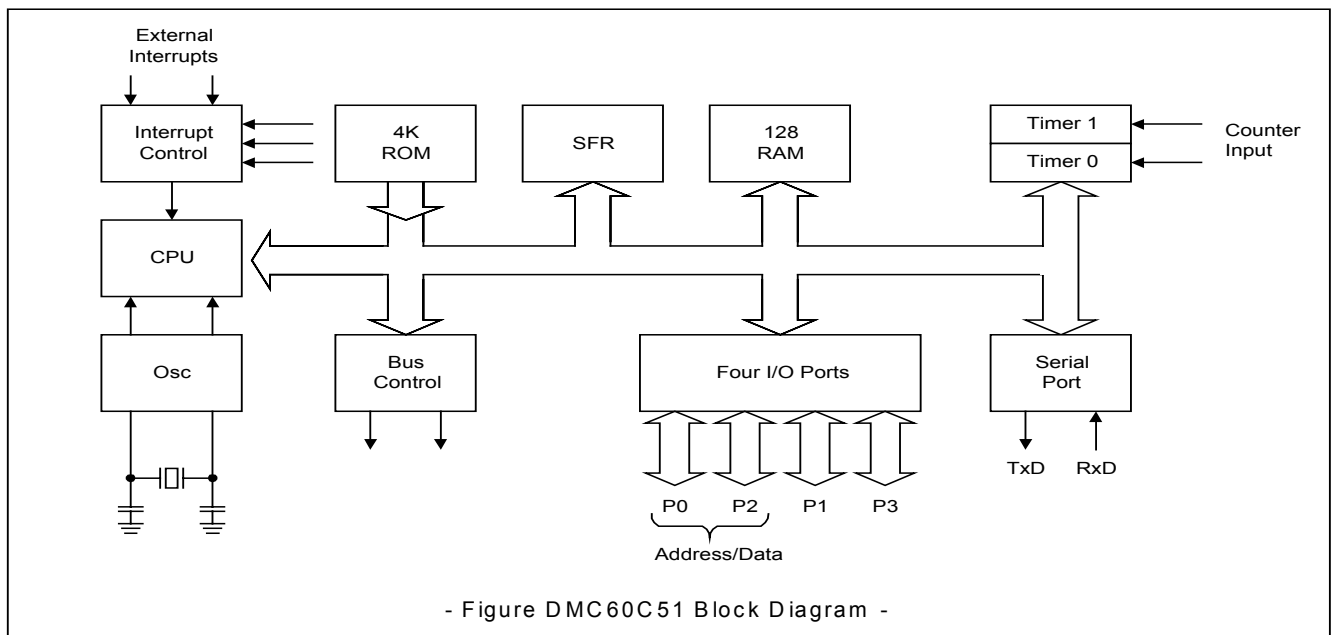 External
Interrupts
Interrupt
Control
4K
ROM
SFR
128
RAM
Timer 1
Timer 0
Counter
Input
CPU
Osc
Bus
Control
Four I/O Ports
Serial
Port
TxD RxD
P0 P2 P1 P3
Address/Data
- Figure DMC60C51 Block Diagram -